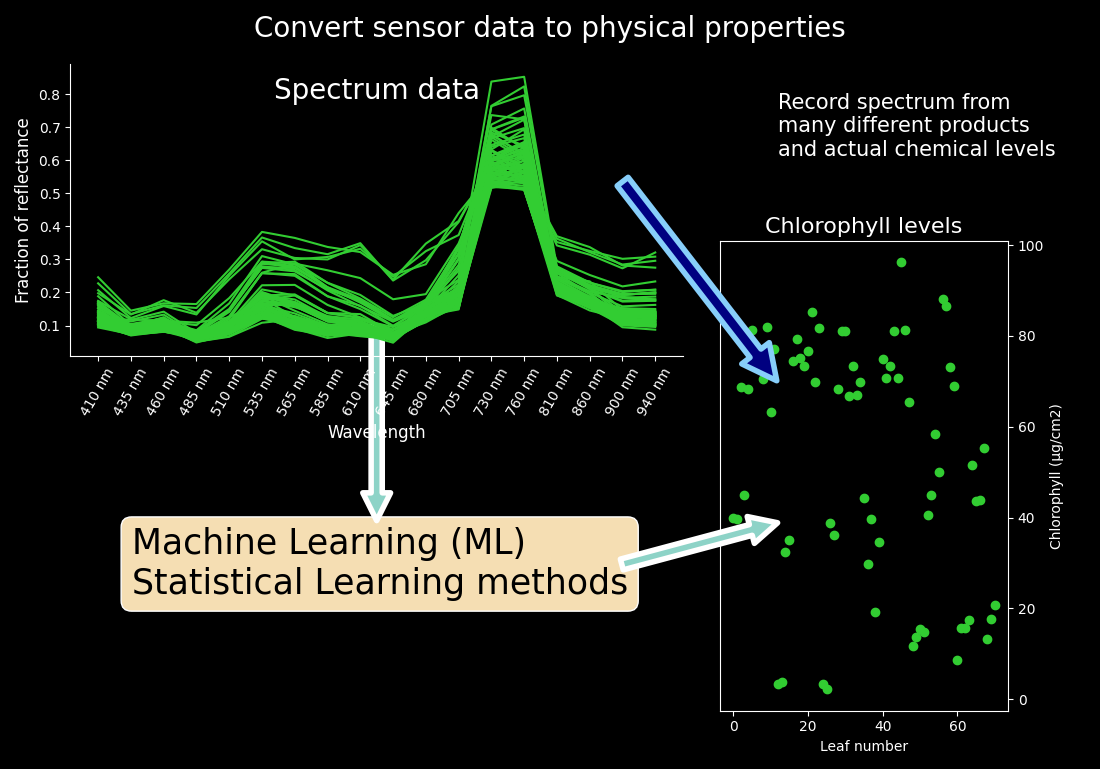 Convert sensor data to physical properties
Spectrum data
Fraction of reflectance
0.8
0.7
0.6
0.5
0.4
0.3
0.2
0.1
410 nm
435 nm
460 nm
485 nm
510 nm
535 nm
565 nm
585 nm
610 nm
645 nm
680 nm
705 nm
730 nm
760 nm
810 nm
860 nm
900 nm
940 nm
Wavelength
Record spectrum from
many different products
and actual chemical levels
Chlorophyll levels
100
80
60
40
20
0
Chlorophyll (μg/cm2)
0
20
40
60
Leaf number
Machine Learning (ML)
Statistical Learning methods